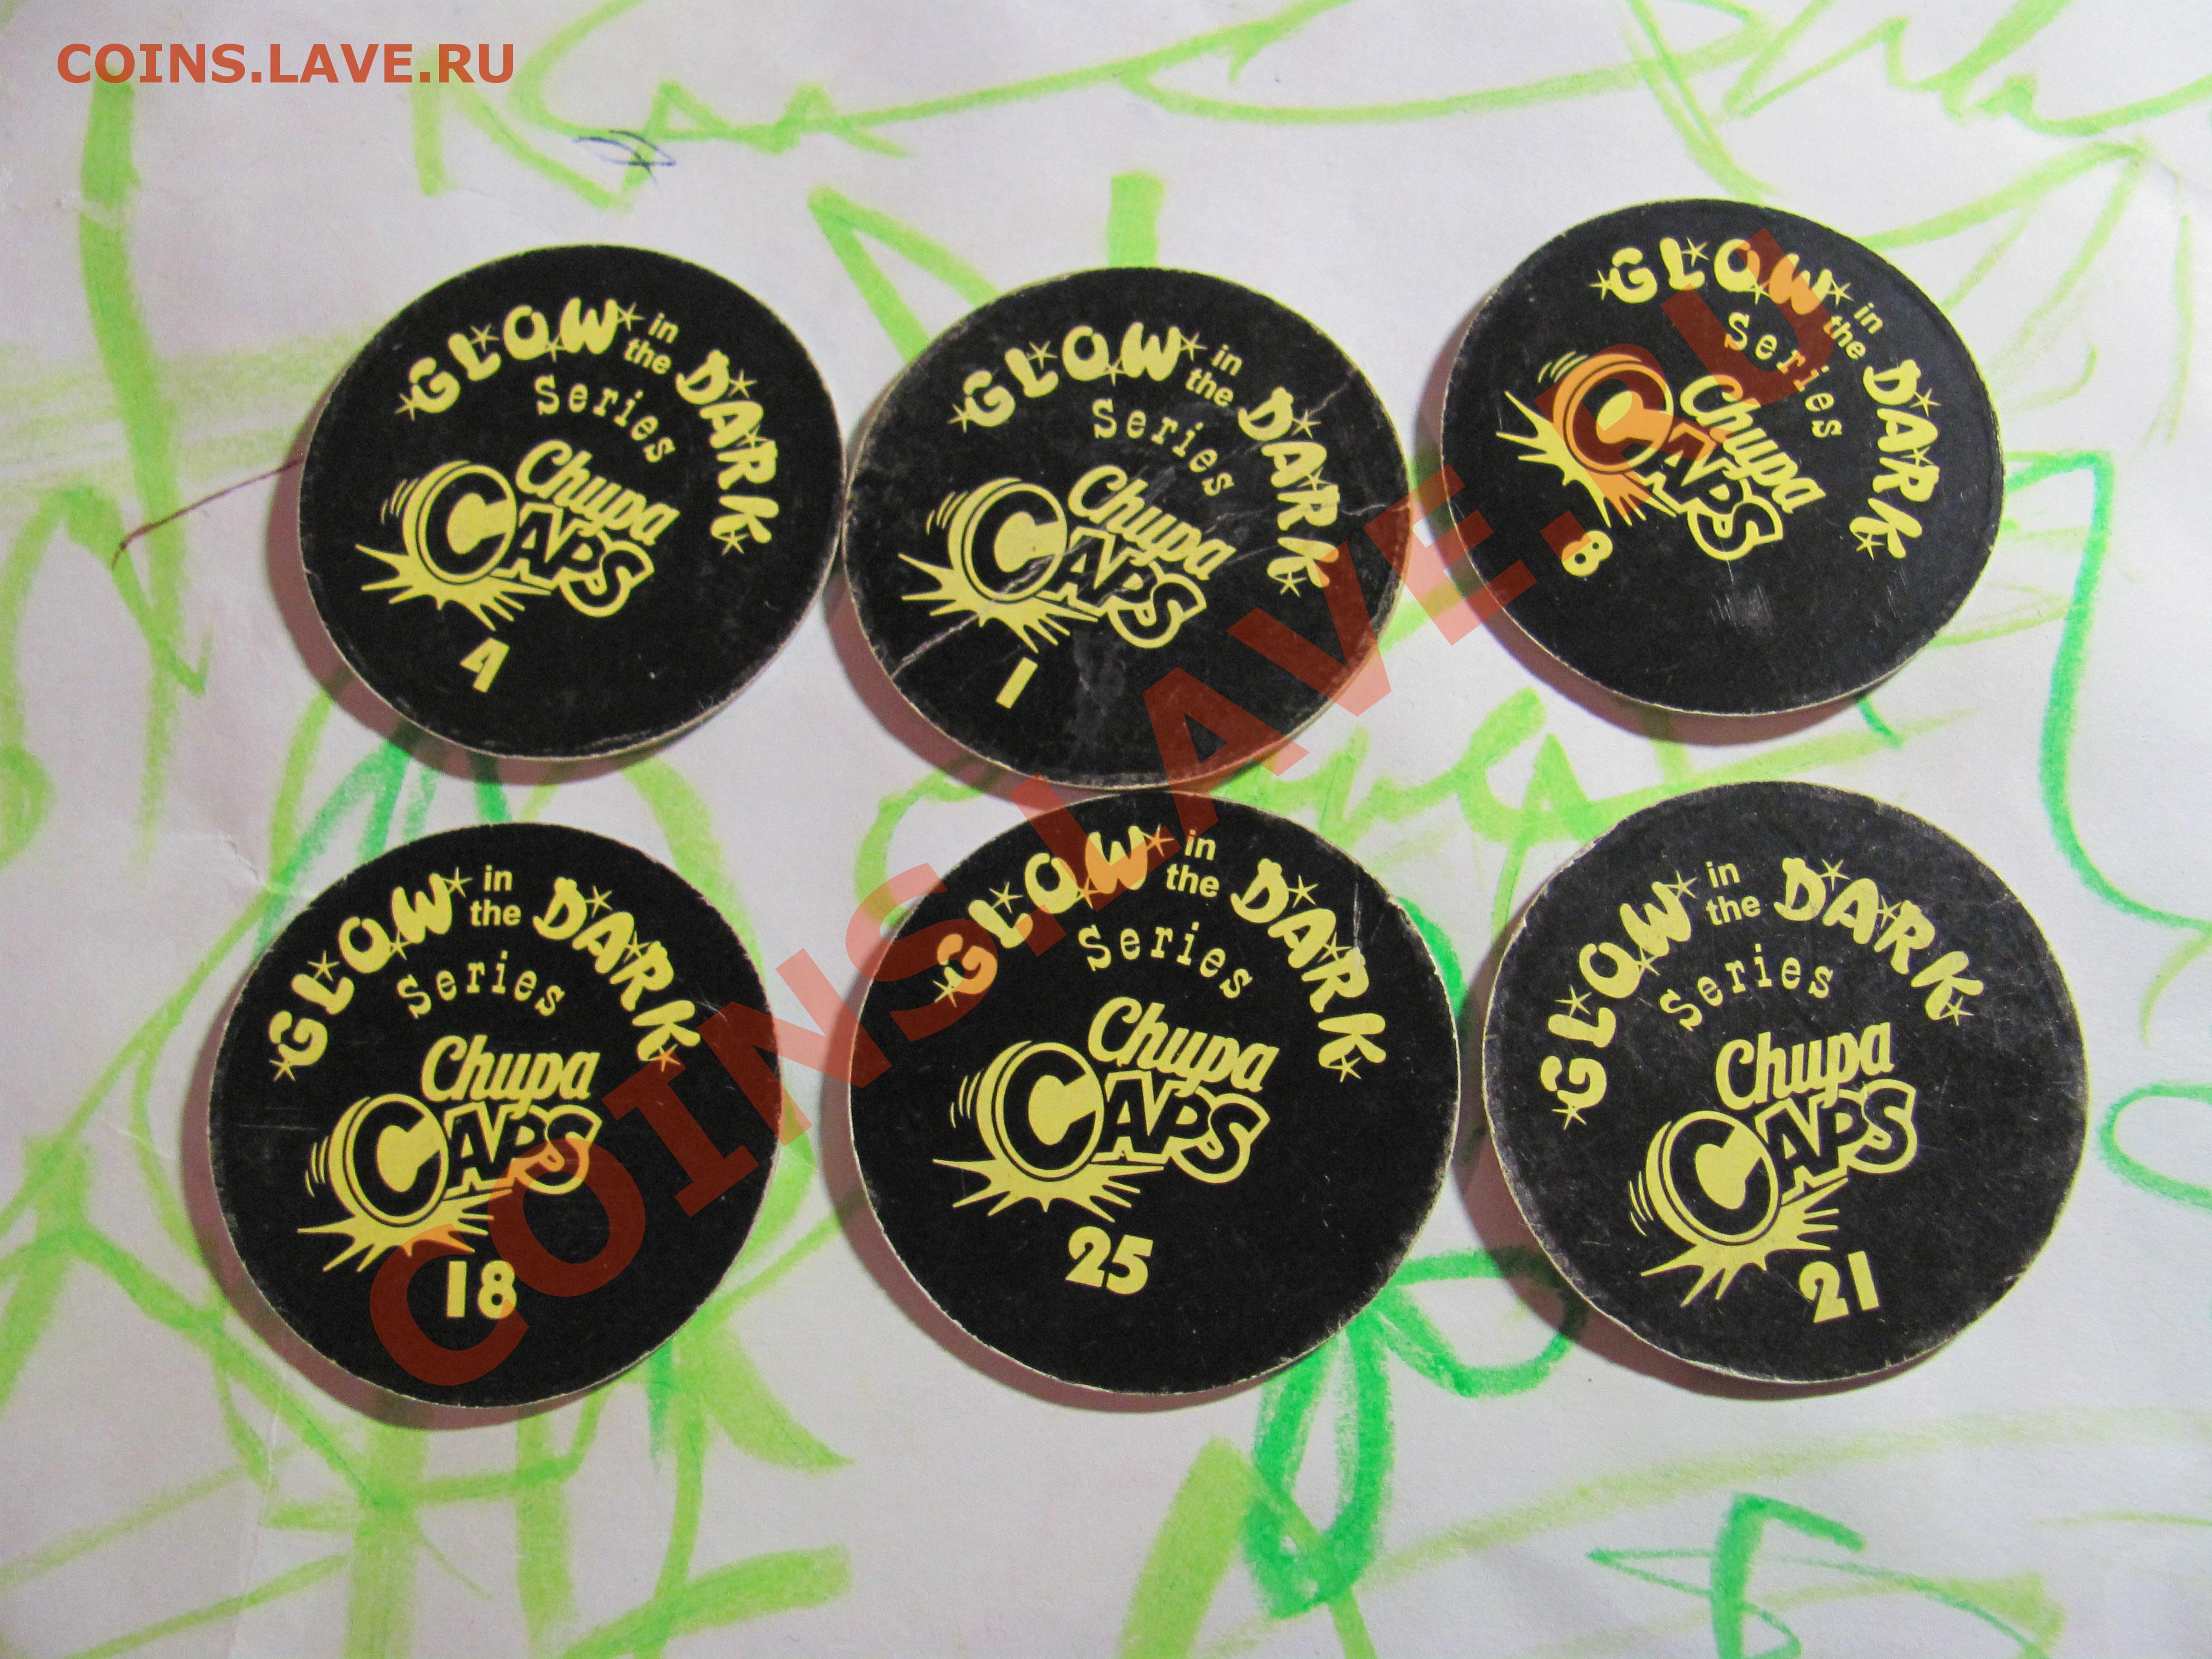 COINS.LAVE.RU
GLOW in the DARK
Series
Chupa
CAPS
4
GLOW in the DARK
Series
Chupa
CAPS
1
GLOW in the DARK
Series
Chupa
CAPS
8
GLOW in the DARK
Series
Chupa
CAPS
18
GLOW in the DARK
Series
Chupa
CAPS
25
GLOW in the DARK
Series
Chupa
CAPS
21
COINS.LAVE.RU